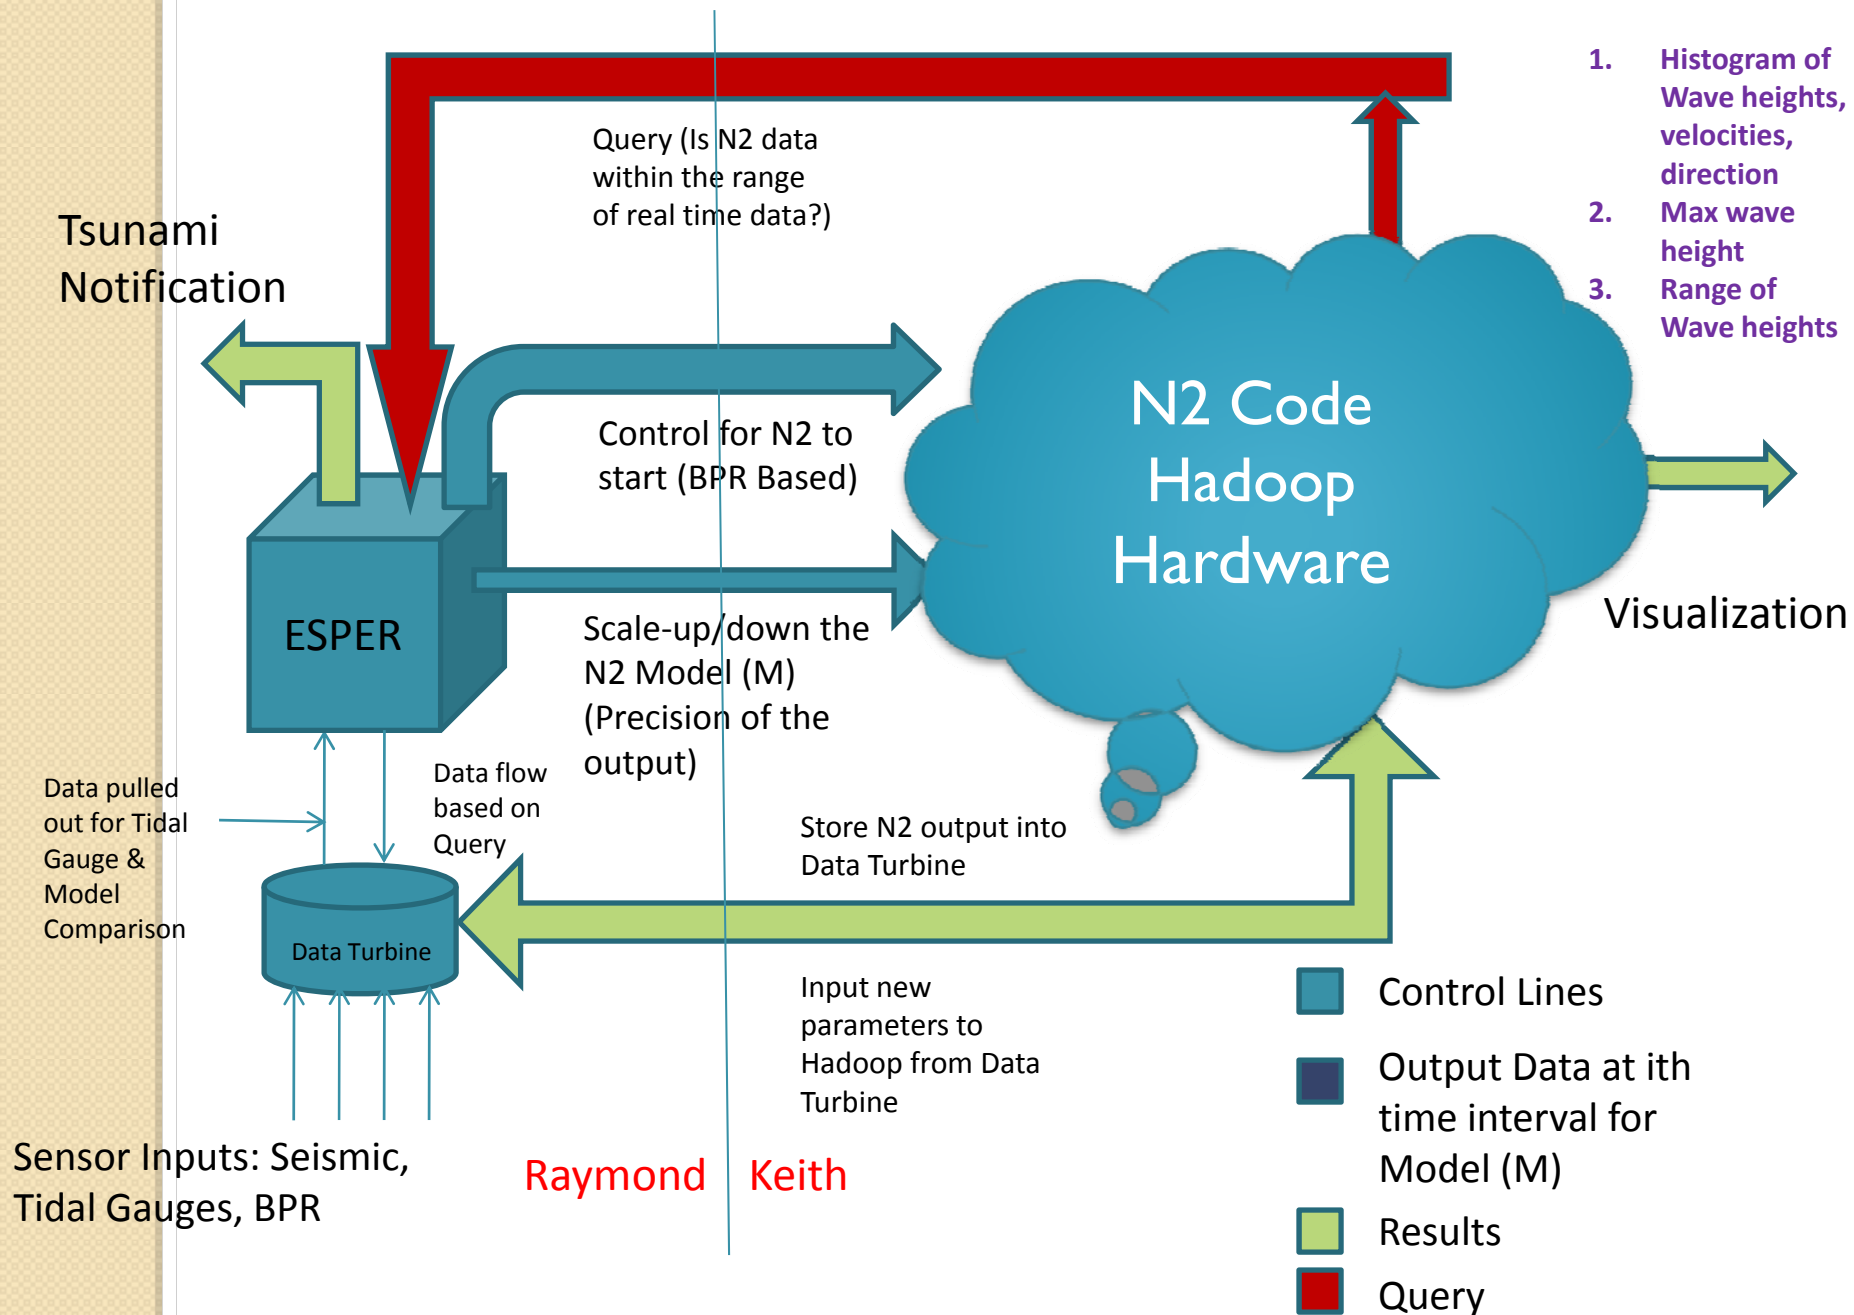 1. Histogram of
Wave heights,
velocities,
direction
2. Max wave
height
3. Range of
Wave heights
Query (Is N2 data
within the range
of real time data?)
Tsunami
Notification
Control for N2 to
start (BPR Based)
N2 Code
Hadoop
Hardware
Visualization
ESPER
Scale-up/down the
N2 Model (M)
(Precision of the
output)
Data pulled
out for Tidal
Gauge &
Model
Comparison
Data flow
based on
Query
Store N2 output into
Data Turbine
Data Turbine
Input new
parameters to
Hadoop from Data
Turbine
Sensor Inputs: Seismic,
Tidal Gauges, BPR
Raymond
Keith
Control Lines
Output Data at ith
time interval for
Model (M)
Results
Query